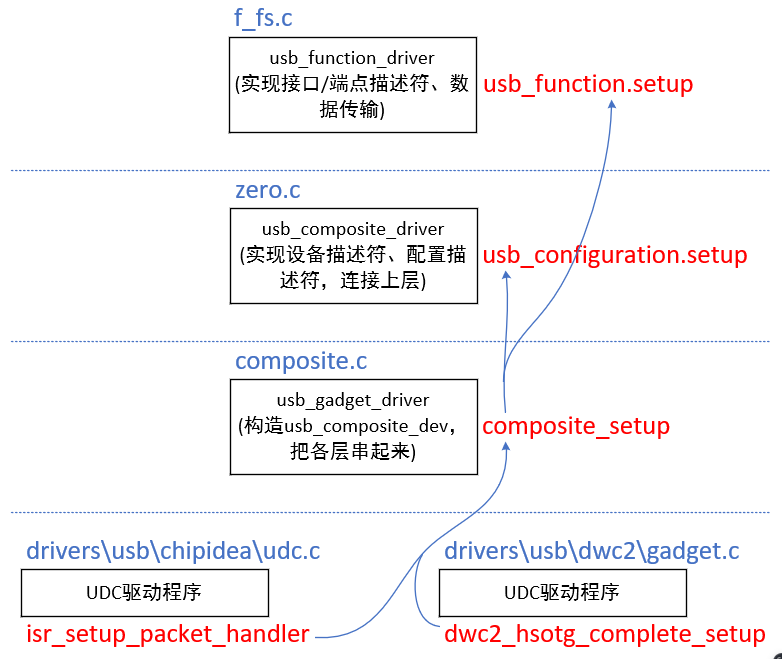 f_fs.c
usb_function_driver
(实现接口/端点描述符、数
据传输)
usb_function.setup
zero.c
usb_composite_driver
(实现设备描述符、配置描
述符，连接上层)
usb_configuration.setup
composite.c
usb_gadget_driver
(构造usb_composite_dev，
把各层串起来)
composite_setup
drivers\usb\chipidea\udc.c
UDC驱动程序
isr_setup_packet_handler
drivers\usb\dwc2\gadget.c
UDC驱动程序
dwc2_hsotg_complete_setup